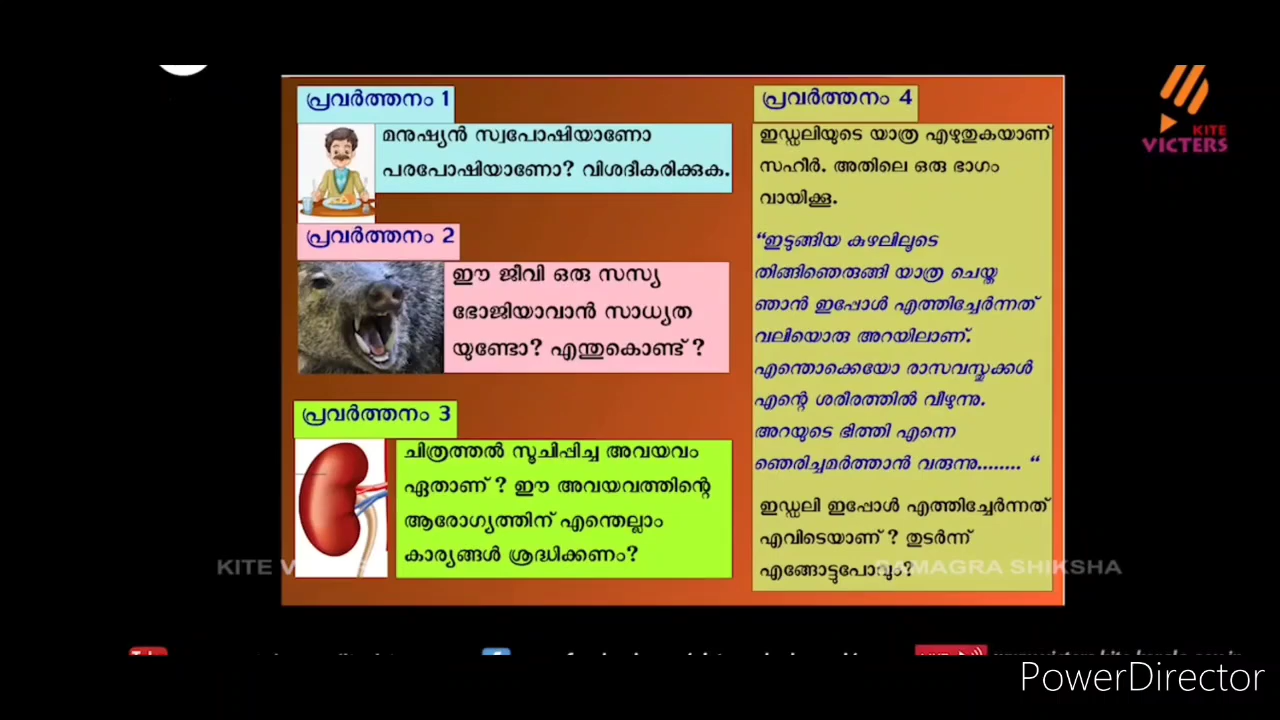 പ്രവർത്തനം 1
മനുഷ്യൻ സ്വപോഷിയാണോ
പരപോഷിയാണോ? വിശദീകരിക്കുക.
പ്രവർത്തനം 2
ഈ ജീവി ഒരു സസ്യ
ഭോജിയാവാൻ സാധ്യത
യുണ്ടോ? എന്തുകൊണ്ട് ?
പ്രവർത്തനം 3
ചിത്രത്തൽ സൂചിപ്പിച്ച അവയവം
ഏതാണ് ? ഈ അവയവത്തിന്റെ
ആരോഗ്യത്തിന് എന്തെല്ലാം
കാര്യങ്ങൾ ശ്രദ്ധിക്കണം?
പ്രവർത്തനം 4
ഇഡ്ഡലിയുടെ യാത്ര എഴുതുകയാണ്
സഹീർ. അതിലെ ഒരു ഭാഗം
വായിക്കൂ.
“ഇടുങ്ങിയ കുഴലിലൂടെ
തിങ്ങിഞെരുങ്ങി യാത്ര ചെയ്ത
ഞാൻ ഇപ്പോൾ എത്തിച്ചേർന്നത്
വലിയൊരു അറയിലാണ്.
എന്തൊക്കെയോ രാസവസ്തുക്കൾ
എന്റെ ശരീരത്തിൽ വീഴുന്നു.
അറയുടെ ഭിത്തി എന്നെ
ഞെരിച്ചമർത്താൻ വരുന്നു........ “
ഇഡ്ഡലി ഇപ്പോൾ എത്തിച്ചേർന്നത്
എവിടെയാണ് ? തുടർന്ന്
എങ്ങോട്ടുപോവും?
KITE
VICTERS
KITE V
SAMAGRA SHIKSHA
PowerDirector